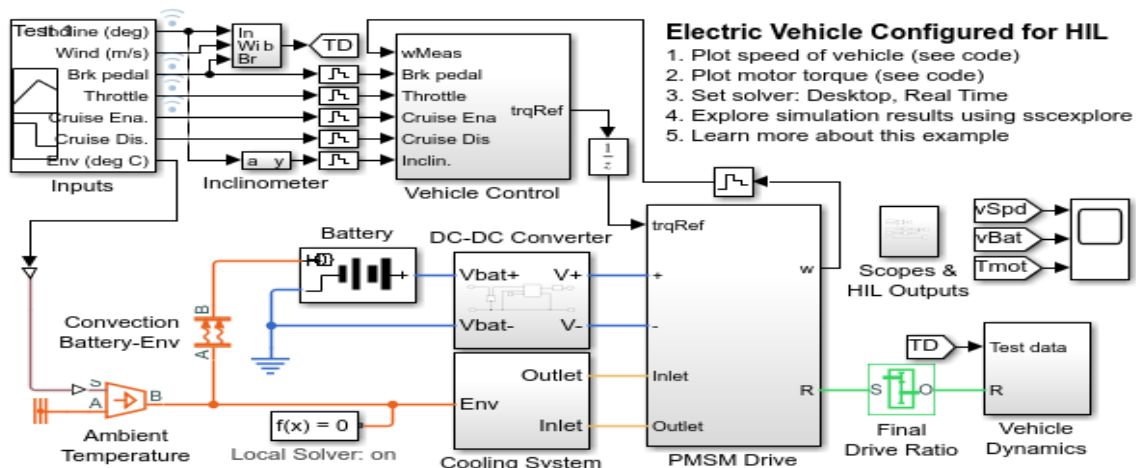 Test 1
Incline (deg)
Wind (m/s)
Brk pedal
Throttle
Cruise Ena.
Cruise Dis.
Env (deg C)
Inputs
In
Wi b
Br
TD
a y
Inclinometer
wMeas
Brk pedal
Throttle
Cruise Ena
Cruise Dis
Inclin.
trqRef
Vehicle Control
1
z
Electric Vehicle Configured for HIL
1. Plot speed of vehicle (see code)
2. Plot motor torque (see code)
3. Set solver: Desktop, Real Time
4. Explore simulation results using sscexplore
5. Learn more about this example
Battery
DC-DC Converter
Vbat+ V+
Vbat- V-
trqRef
+
-
w
Inlet
R
Outlet
PMSM Drive
Scopes &
HIL Outputs
vSpd
vBat
Tmot
Convection
Battery-Env
B
A
S
A
B
Ambient
Temperature
f(x) = 0
Local Solver: on
Outlet
Env
Inlet
Cooling System
S O
Final
Drive Ratio
TD
Test data
R
Vehicle
Dynamics